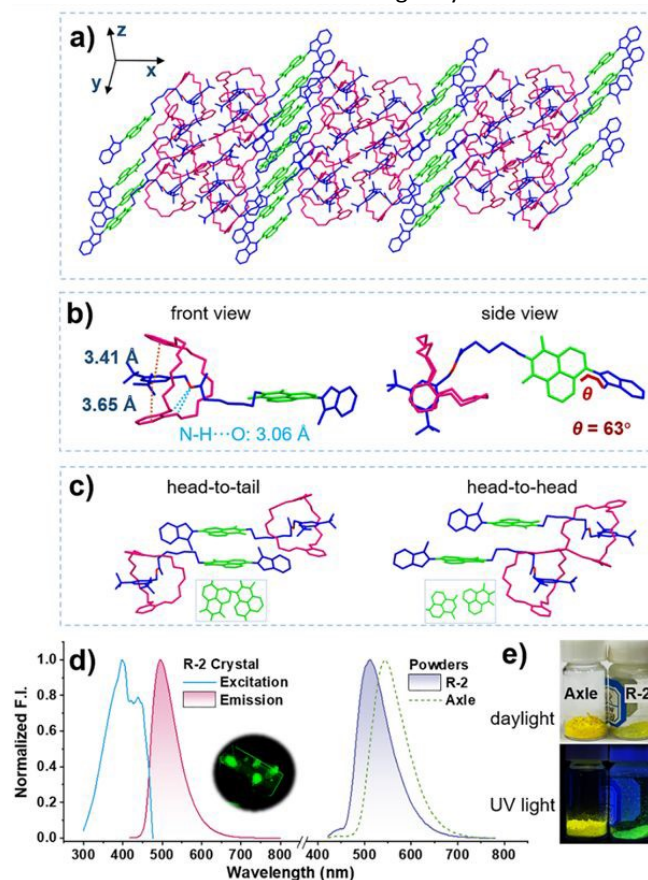 a)
z
y
x
b)
front view
side view
3.41 Å
3.65 Å
N-H···O: 3.06 Å
θ
θ = 63°
c)
head-to-tail
head-to-head
d)
R-2 Crystal
Excitation
Emission
Powders
R-2
Axle
Normalized F.I.
1.0
0.8
0.6
0.4
0.2
0.0
300 400 500 600 700 800
400 500 600 700 800
Wavelength (nm)
e)
Axle
R-2
daylight
UV light